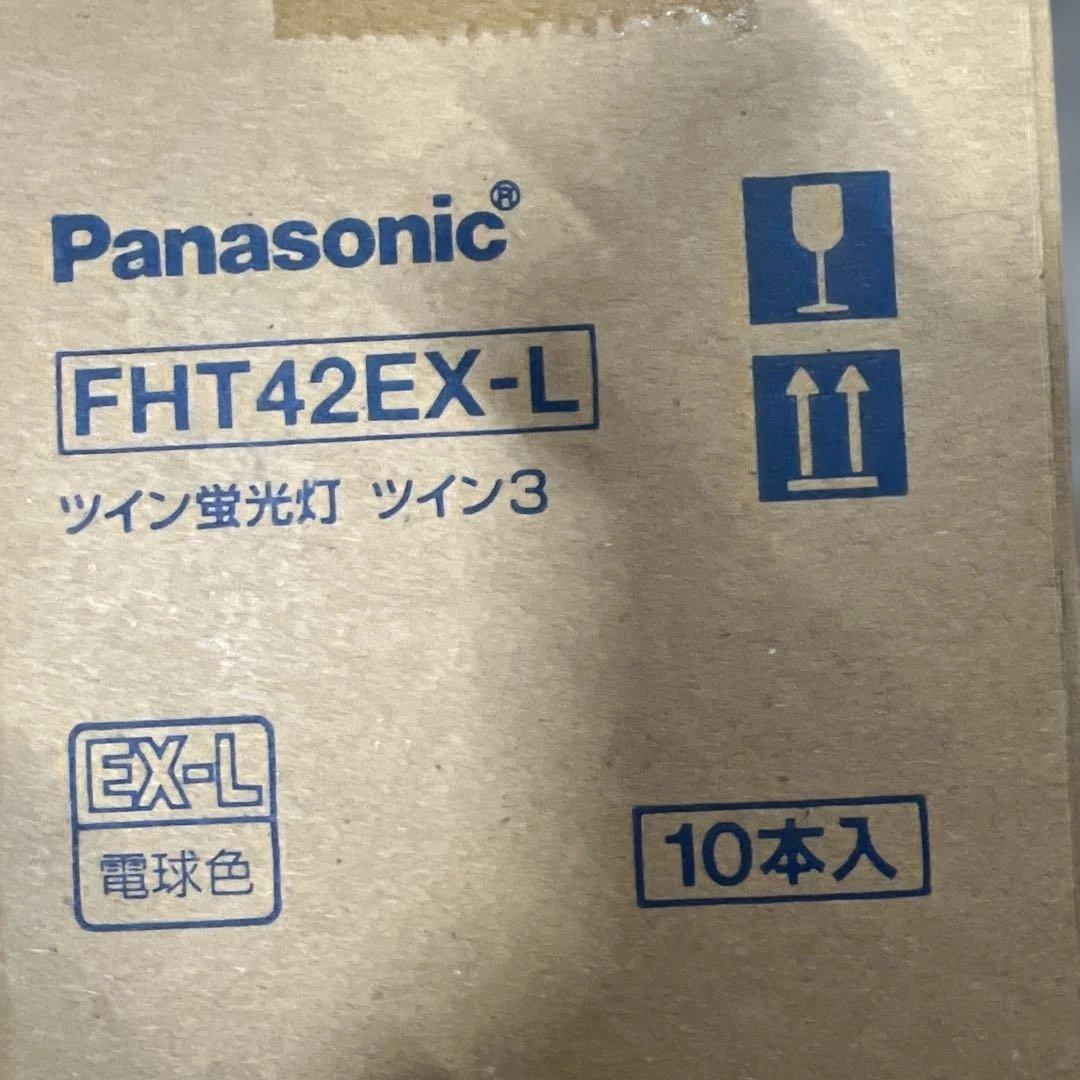 Panasonic®
FHT42EX-L
ツイン蛍光灯 ツイン3
EX-L
電球色
10本入